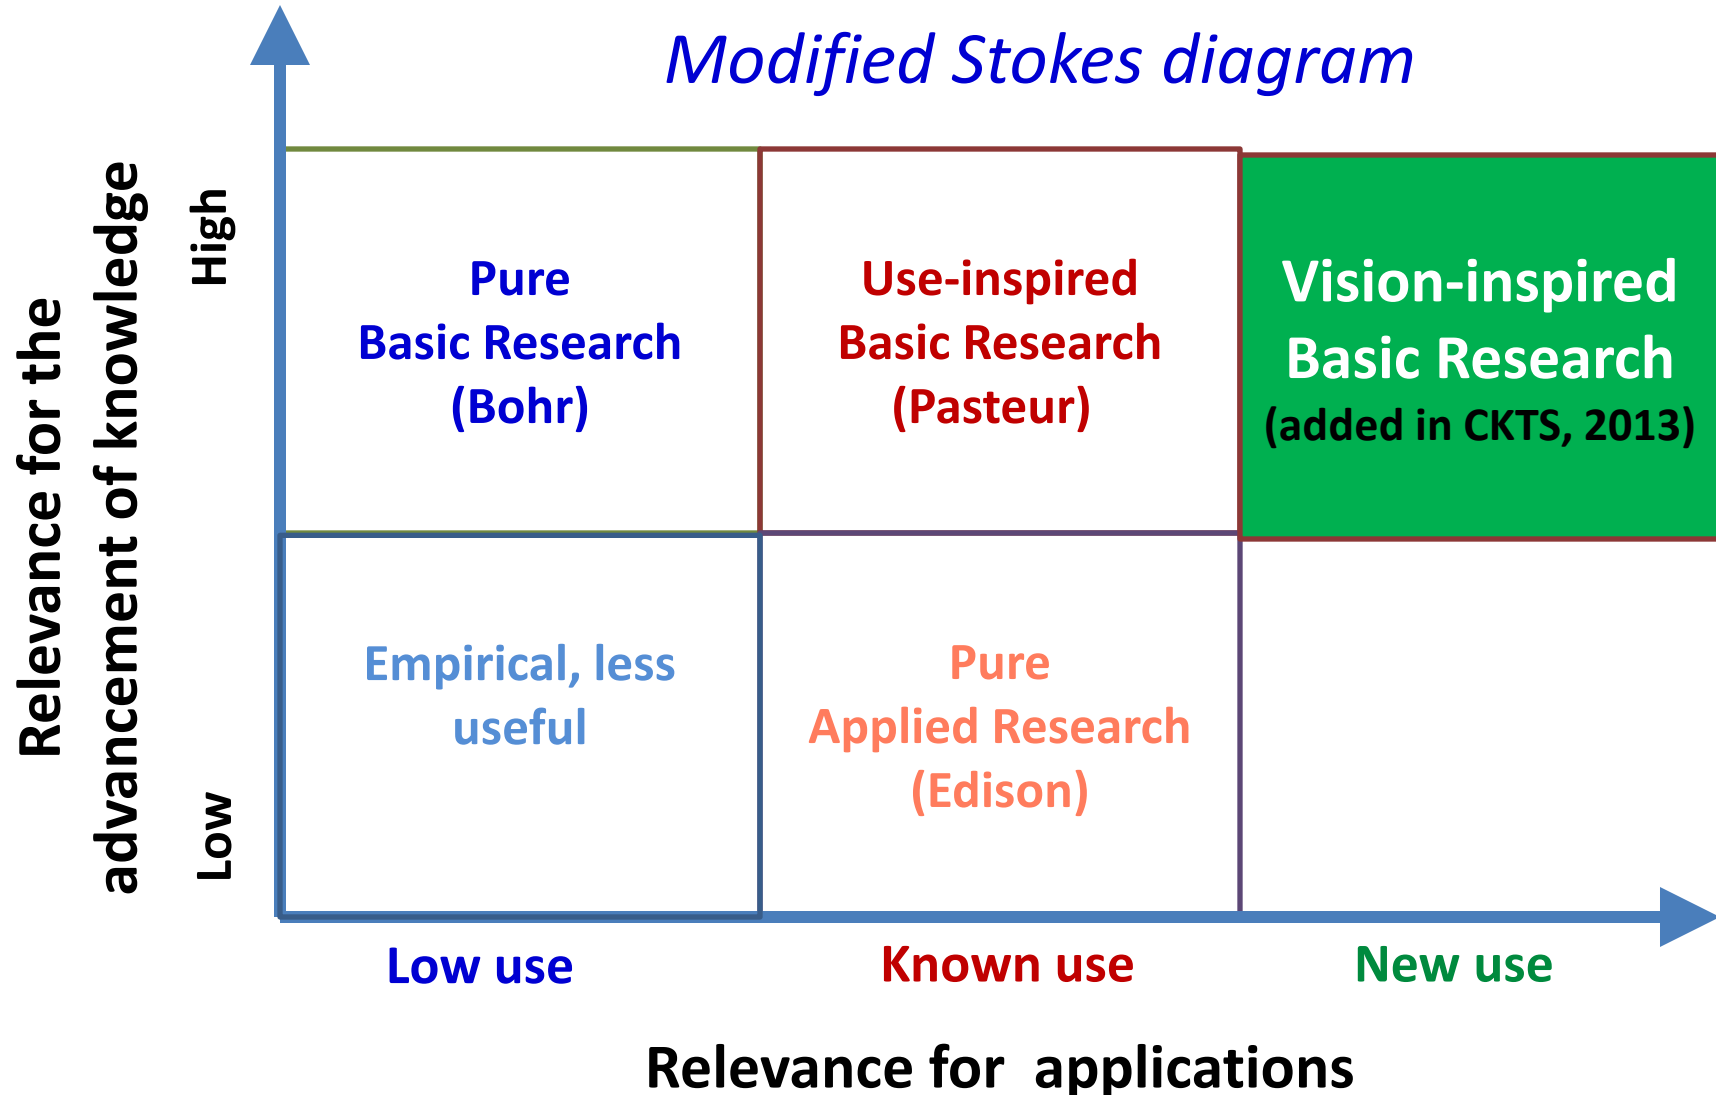 Modified Stokes diagram
Relevance for the
advancement of knowledge
High
Low
Pure
Basic Research
(Bohr)
Use-inspired
Basic Research
(Pasteur)
Vision-inspired
Basic Research
(added in CKTS, 2013)
Empirical, less
useful
Pure
Applied Research
(Edison)
Low use
Known use
New use
Relevance for applications